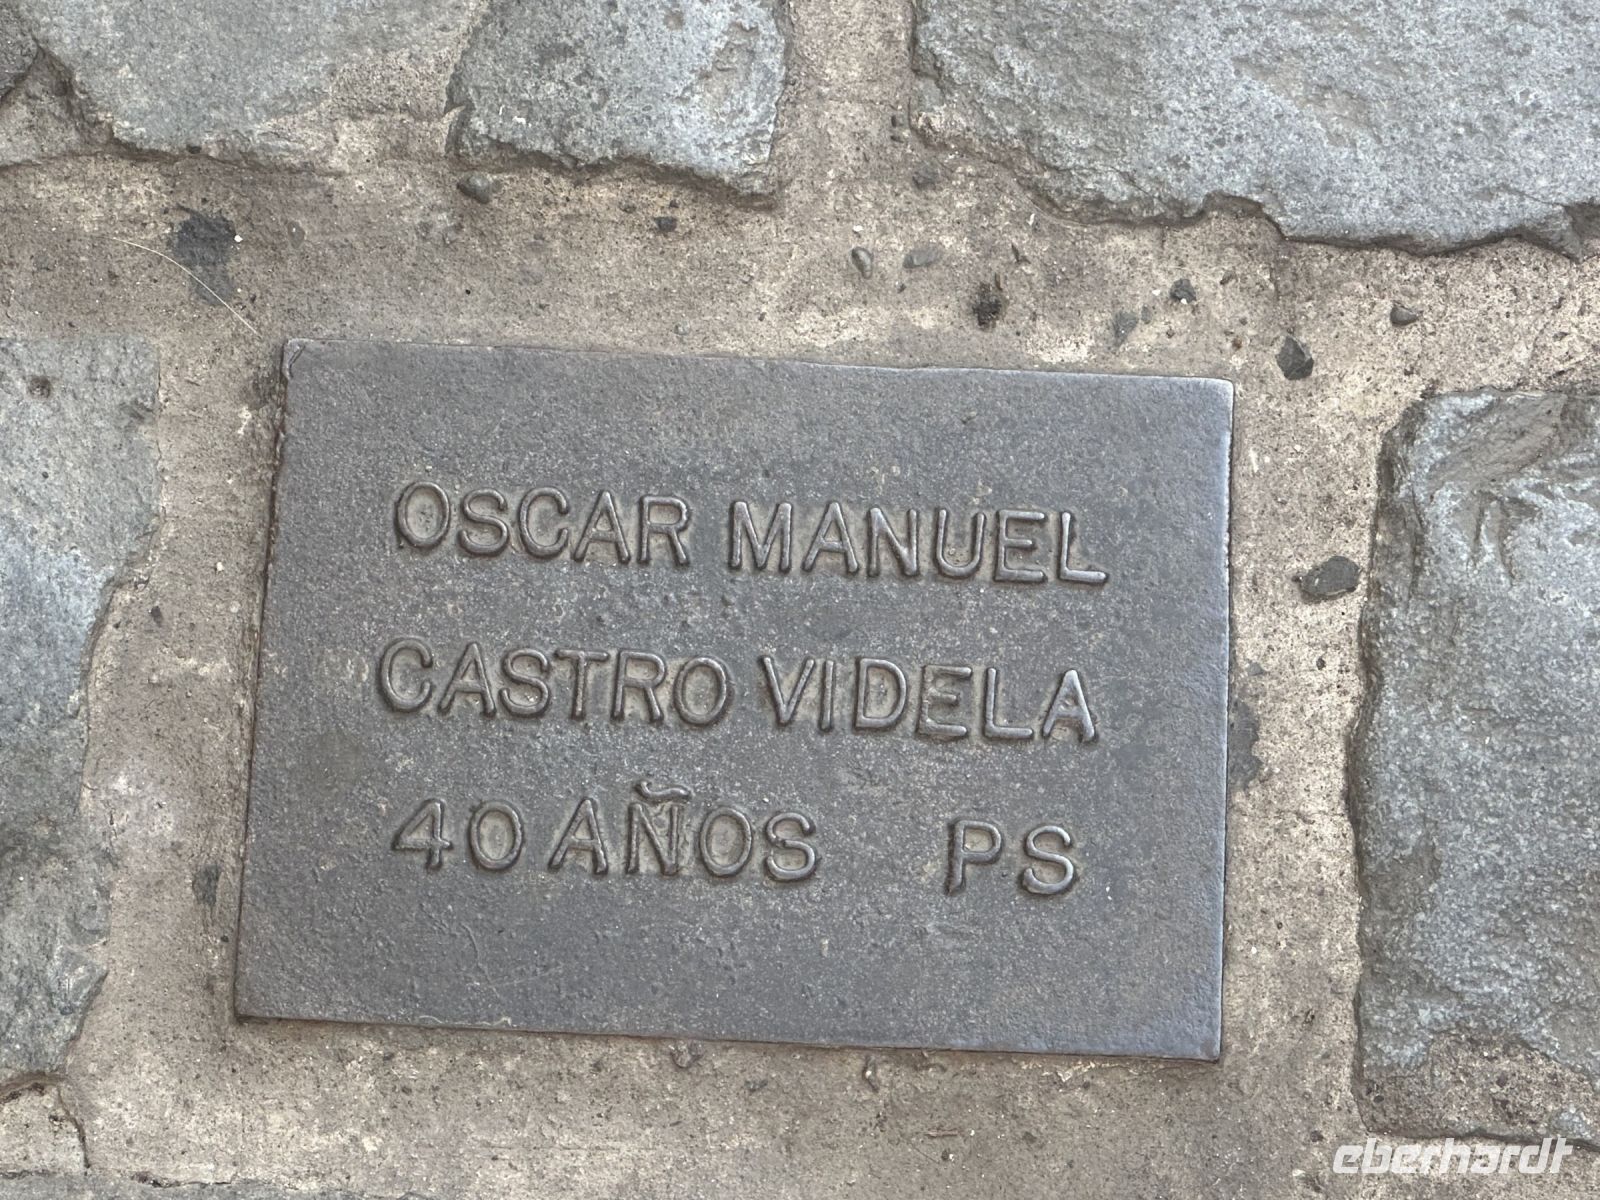 OSCAR MANUEL
CASTRO VIDELA
40 AÑOS PS
eberhardt